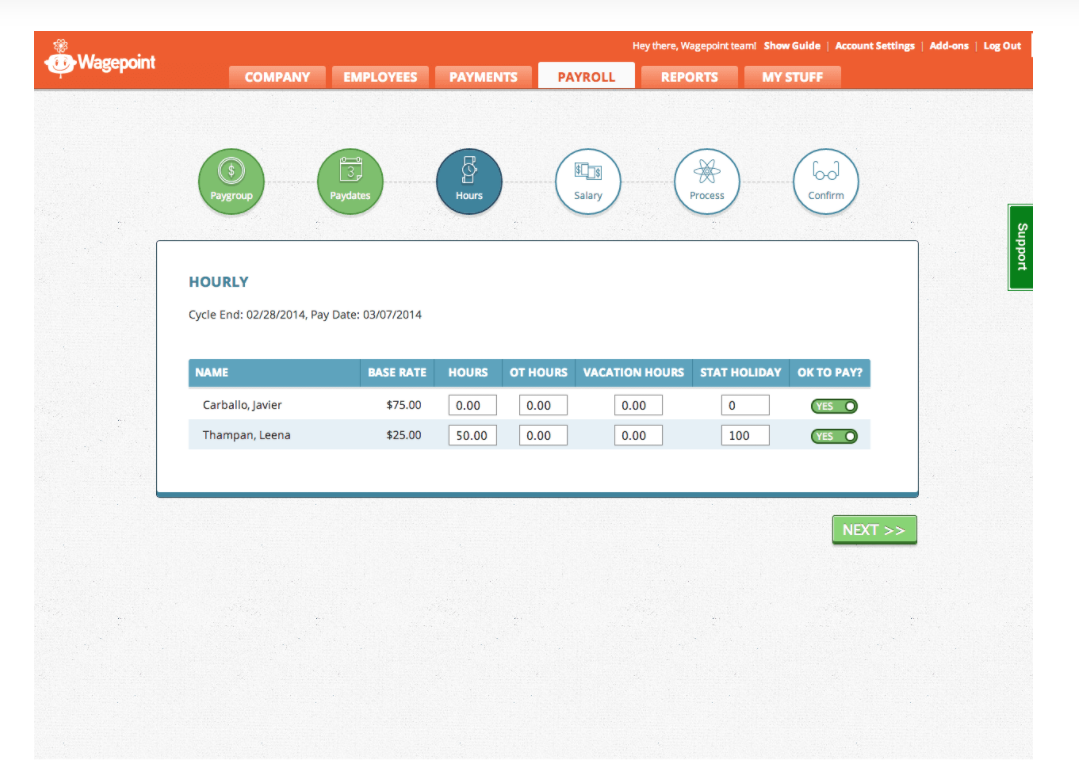 Hey there, Wagepoint team! Show Guide | Account Settings | Add-ons | Log Out
Wagepoint
COMPANY EMPLOYEES PAYMENTS PAYROLL REPORTS MY STUFF
$ 3 $ $
Paygroup Paydates Hours Salary Process Confirm
Support
HOURLY
Cycle End: 02/28/2014, Pay Date: 03/07/2014
NAME BASE RATE HOURS OT HOURS VACATION HOURS STAT HOLIDAY OK TO PAY?
Carballo, Javier $75.00 0.00 0.00 0.00 0 YES
Thampan, Leena $25.00 50.00 0.00 0.00 100 YES
NEXT >>